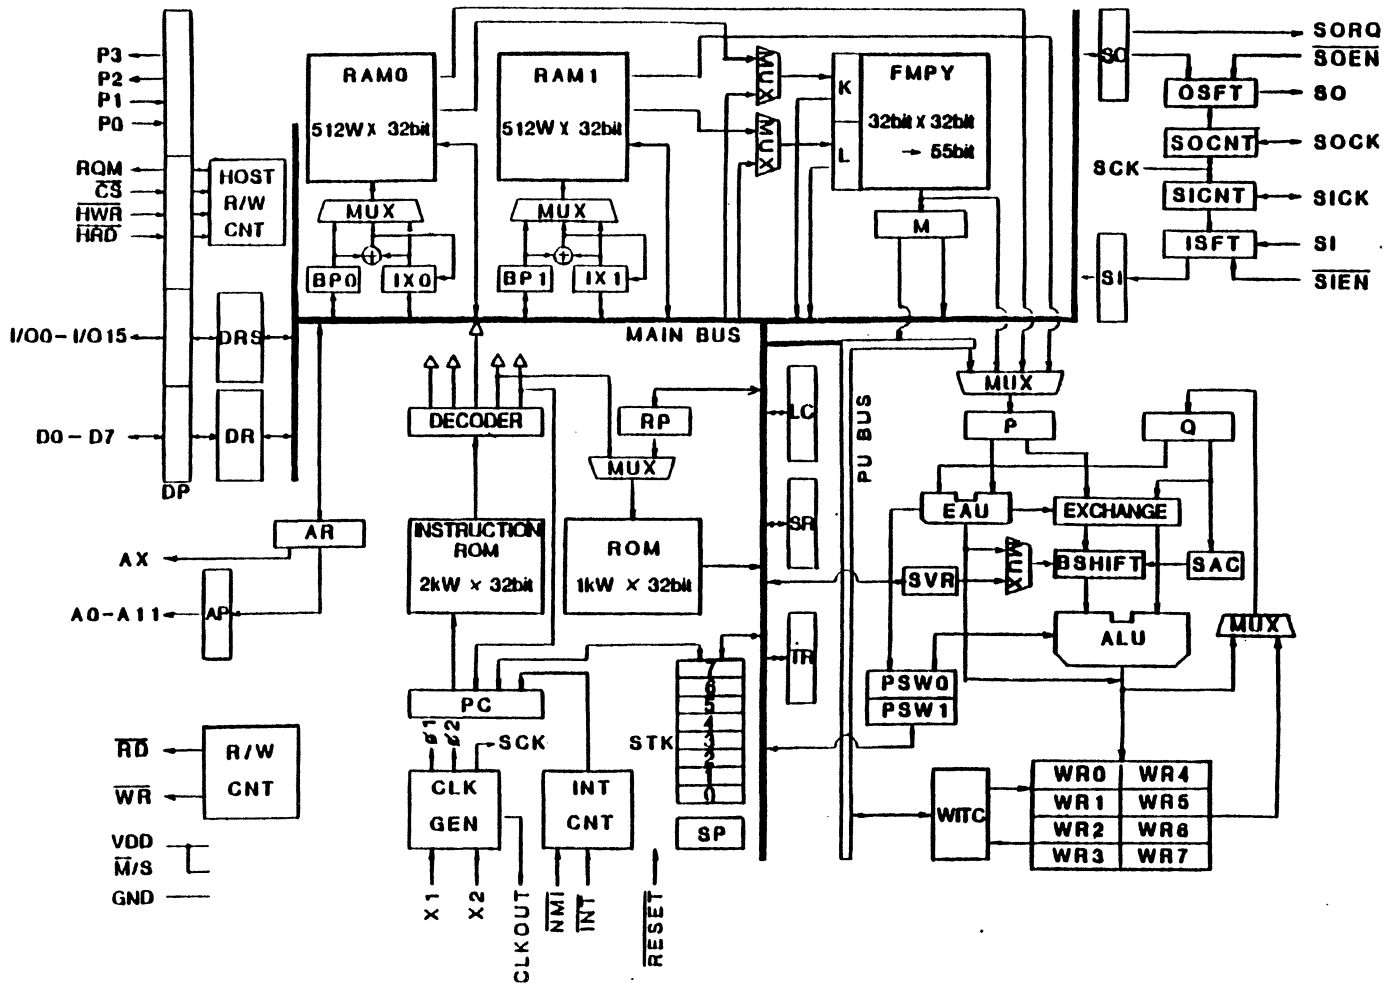 P3
P2
P1
P0
RQM
CS
HWR
HRD
HOST
R/W
CNT
I/O0-I/O15
DRS
D0-D7
DR
DP
AX
AR
A0-A11
AP
RD
WR
R/W
CNT
VDD
M/S
GND
RAM0
512W X 32bit
MUX
BP0
+
IX0
RAM1
512W X 32bit
MUX
BP1
+
IX1
MUX
MUX
K
L
FMPY
32bit X 32bit
→ 55bit
M
MAIN BUS
SO
SI
SORQ
SOEN
OSFT
SO
SOCNT
SOCK
SCK
SICNT
SICK
ISFT
SI
SIEN
DECODER
RP
MUX
INSTRUCTION
ROM
2kW × 32bit
ROM
1kW × 32bit
LC
SR
TR
PU BUS
MUX
P
Q
EAU
EXCHANGE
SVR
MUX
BSHIFT
SAC
ALU
MUX
PSW0
PSW1
PC
ø1
ø2
SCK
STK
7
6
5
4
3
2
1
0
SP
CLK
GEN
INT
CNT
X1
X2
CLKOUT
NMI
INT
RESET
WITC
WR0 WR4
WR1 WR5
WR2 WR6
WR3 WR7